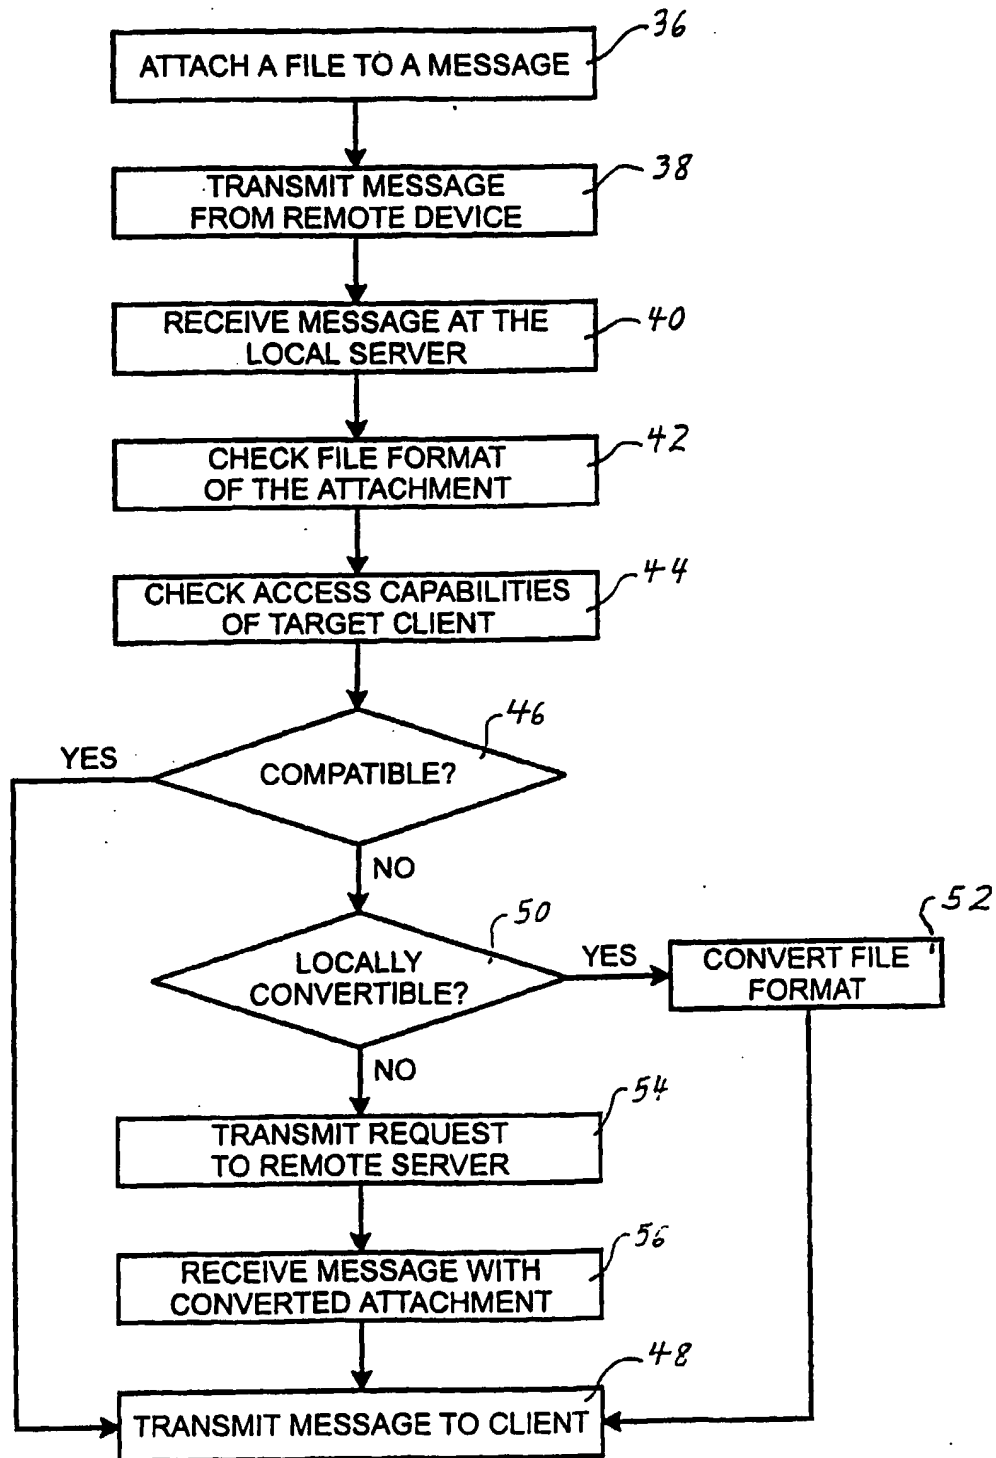 36
ATTACH A FILE TO A MESSAGE
38
TRANSMIT MESSAGE
FROM REMOTE DEVICE
40
RECEIVE MESSAGE AT THE
LOCAL SERVER
42
CHECK FILE FORMAT
OF THE ATTACHMENT
44
CHECK ACCESS CAPABILITIES
OF TARGET CLIENT
46
YES
COMPATIBLE?
NO
50
52
LOCALLY
CONVERTIBLE?
YES
CONVERT FILE
FORMAT
NO
54
TRANSMIT REQUEST
TO REMOTE SERVER
56
RECEIVE MESSAGE WITH
CONVERTED ATTACHMENT
48
TRANSMIT MESSAGE TO CLIENT